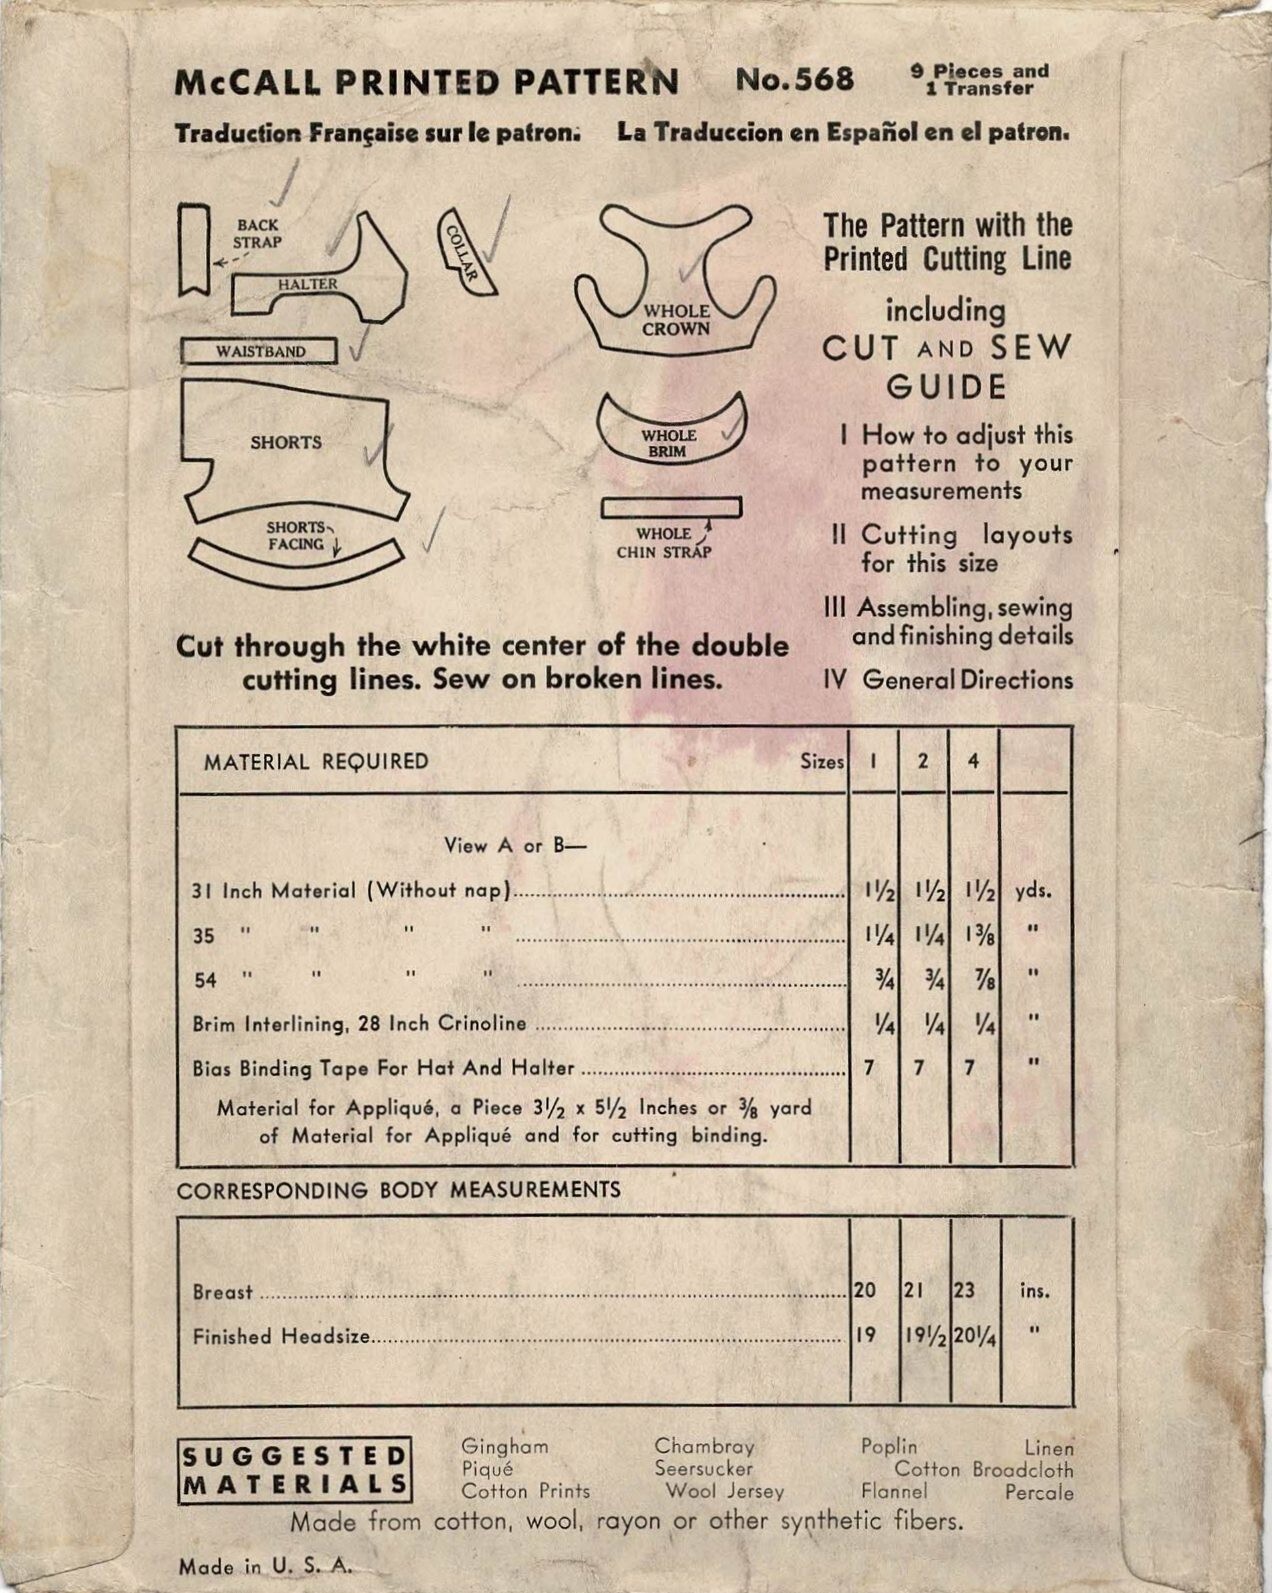 McCALL PRINTED PATTERN No.568 9 Pieces and
1 Transfer
Traduction Française sur le patron. La Traduccion en Español en el patron.
BACK
STRAP
HALTER
COLLAR
WAISTBAND
SHORTS
SHORTS
FACING
WHOLE
CROWN
WHOLE
BRIM
WHOLE
CHIN STRAP
The Pattern with the
Printed Cutting Line
including
CUT AND SEW
GUIDE
I How to adjust this
pattern to your
measurements
II Cutting layouts
for this size
III Assembling, sewing
and finishing details
IV General Directions
Cut through the white center of the double
cutting lines. Sew on broken lines.
MATERIAL REQUIRED Sizes 1 2 4
View A or B—
31 Inch Material (Without nap) 1½ 1½ 1½ yds.
35 " " " " 1¼ 1¼ 1⅜ "
54 " " " " ¾ ¾ ⅞ "
Brim Interlining, 28 Inch Crinoline ¼ ¼ ¼ "
Bias Binding Tape For Hat And Halter 7 7 7 "
Material for Appliqué, a Piece 3½ x 5½ Inches or ⅜ yard
of Material for Appliqué and for cutting binding.
CORRESPONDING BODY MEASUREMENTS
Breast 20 21 23 ins.
Finished Headsize 19 19½ 20¼ "
SUGGESTED
MATERIALS
Gingham Chambray Poplin Linen
Piqué Seersucker Cotton Broadcloth
Cotton Prints Wool Jersey Flannel Percale
Made from cotton, wool, rayon or other synthetic fibers.
Made in U. S. A.